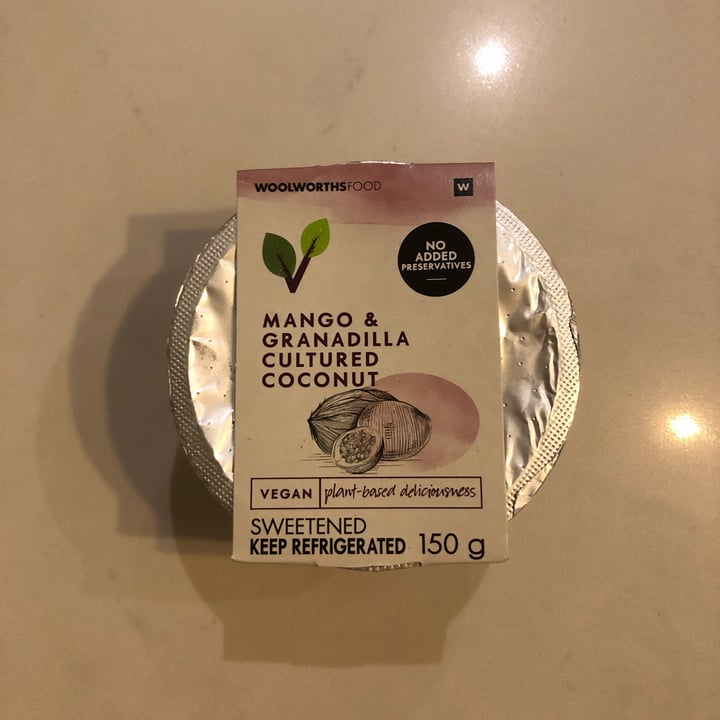 WOOLWORTHSFOOD
W
NO
ADDED
PRESERVATIVES
MANGO &
GRANADILLA
CULTURED
COCONUT
VEGAN plant-based deliciousness
SWEETENED
KEEP REFRIGERATED 150 g